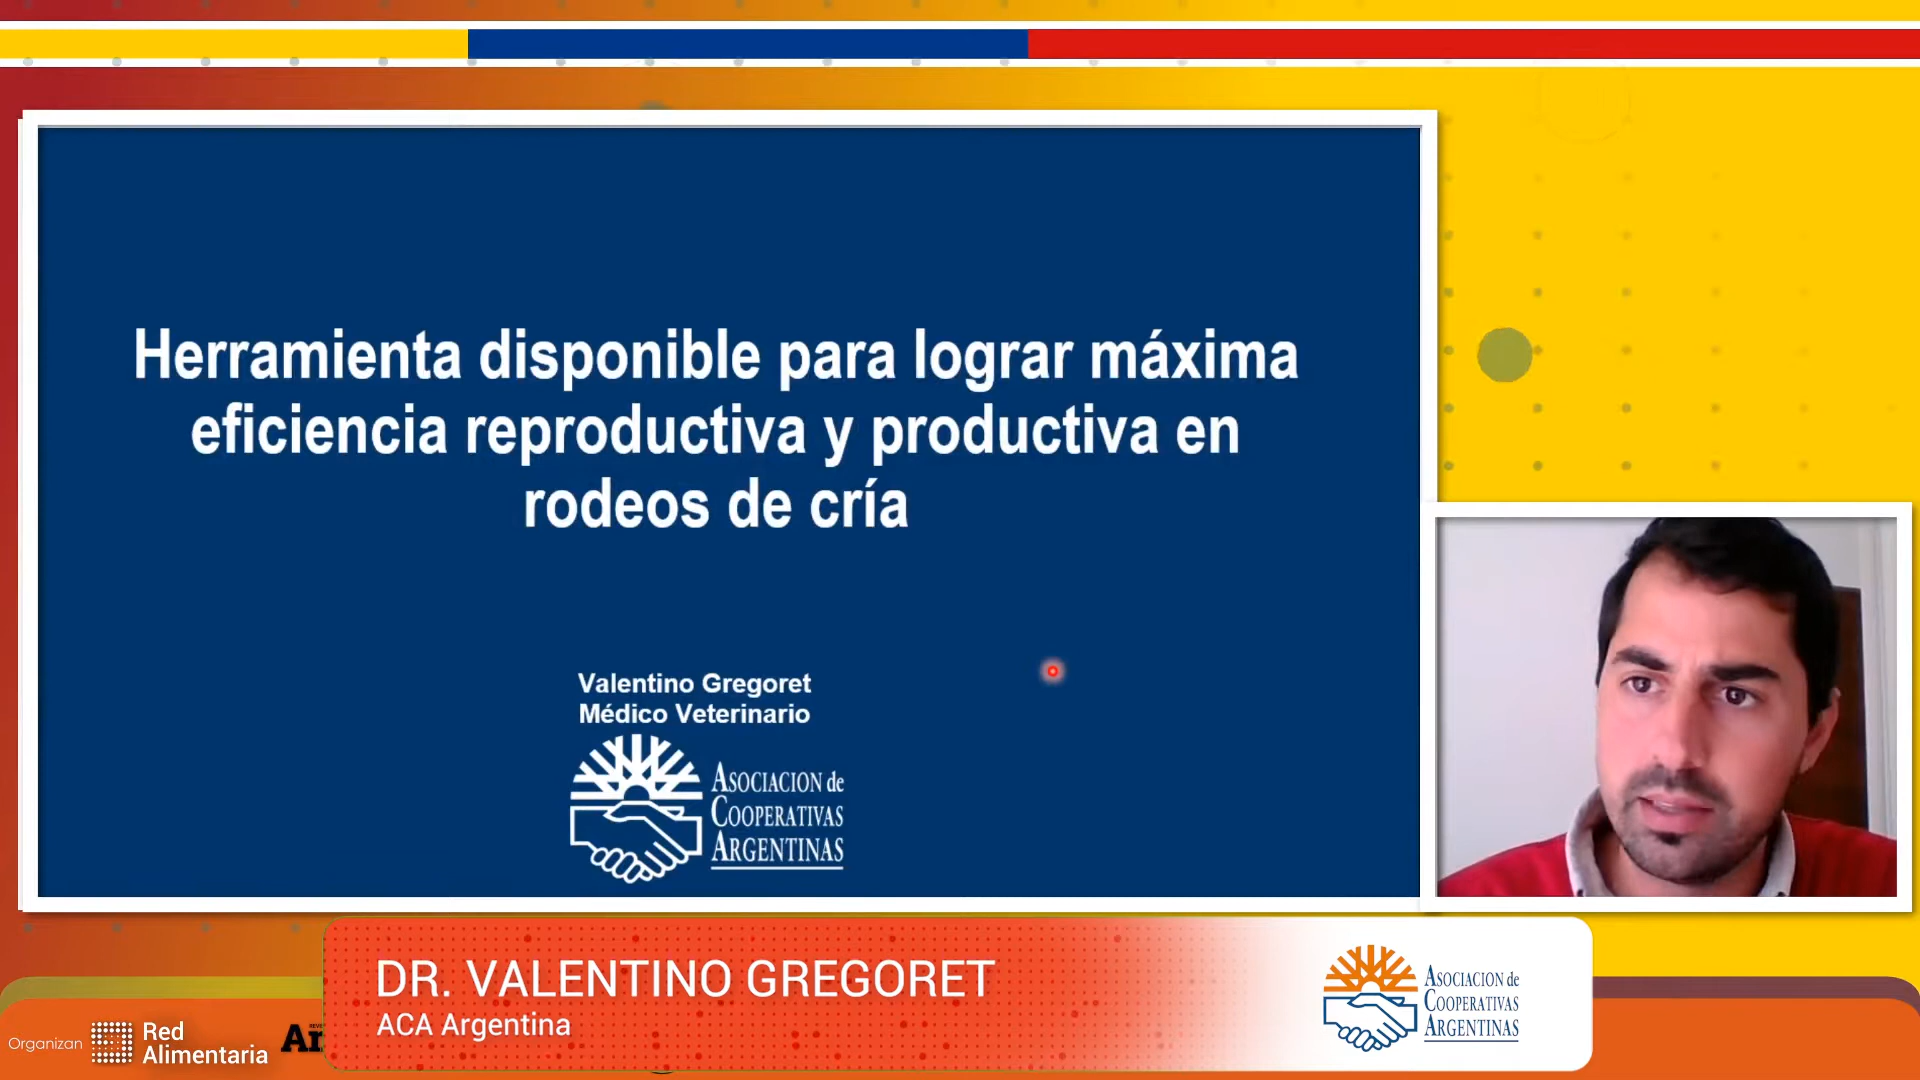 Herramienta disponible para lograr máxima
eficiencia reproductiva y productiva en
rodeos de cría
Valentino Gregoret
Médico Veterinario
ASOCIACION de
COOPERATIVAS
ARGENTINAS
DR. VALENTINO GREGORET
ACA Argentina
ASOCIACION de
COOPERATIVAS
ARGENTINAS
Organizan
Red
Alimentaria